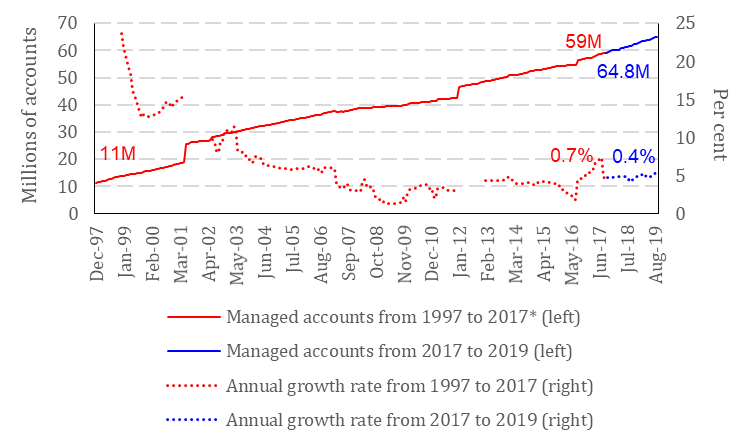 70
60
50
40
30
20
10
0
Millions of accounts
25
20
15
10
5
0
Per cent
59M
64.8M
11M
0.7%
0.4%
Dec-97
Jan-99
Feb-00
Mar-01
Apr-02
May-03
Jun-04
Jul-05
Aug-06
Sep-07
Oct-08
Nov-09
Dec-10
Jan-12
Feb-13
Mar-14
Apr-15
May-16
Jun-17
Jul-18
Aug-19
Managed accounts from 1997 to 2017* (left)
Managed accounts from 2017 to 2019 (left)
Annual growth rate from 1997 to 2017 (right)
Annual growth rate from 2017 to 2019 (right)